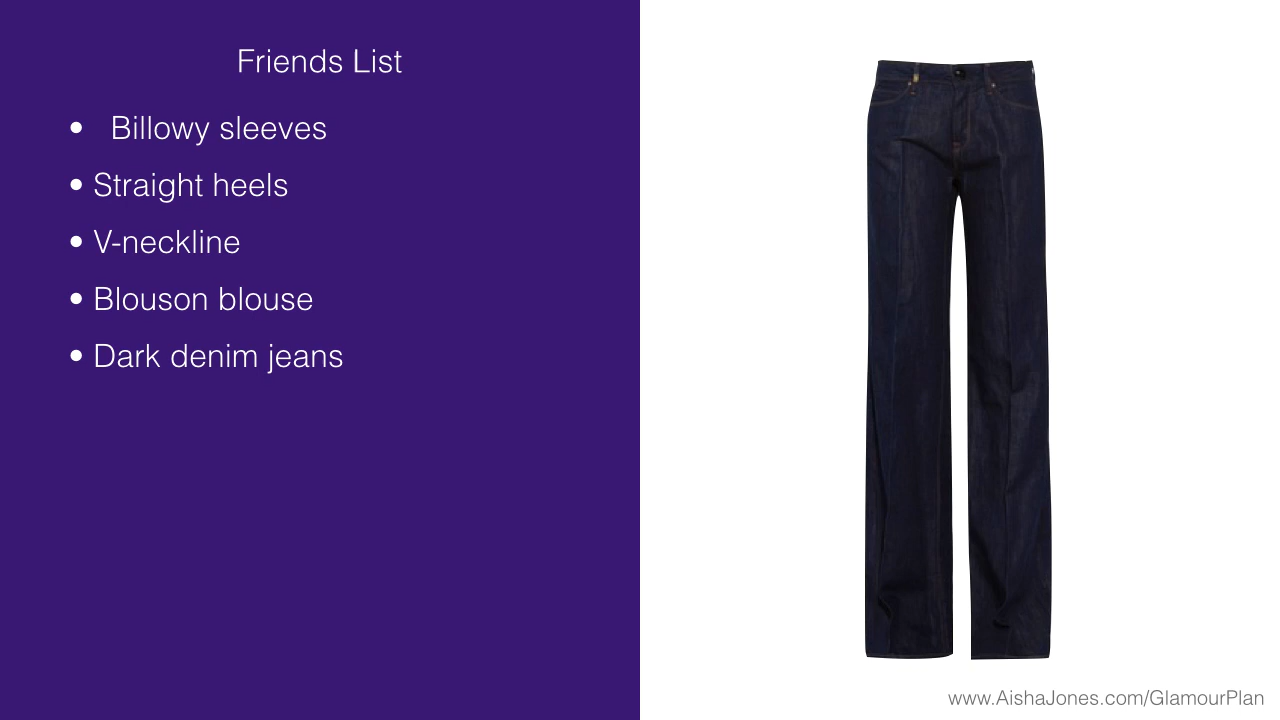 Friends List
• Billowy sleeves
• Straight heels
• V-neckline
• Blouson blouse
• Dark denim jeans
www.AishaJones.com/GlamourPlan